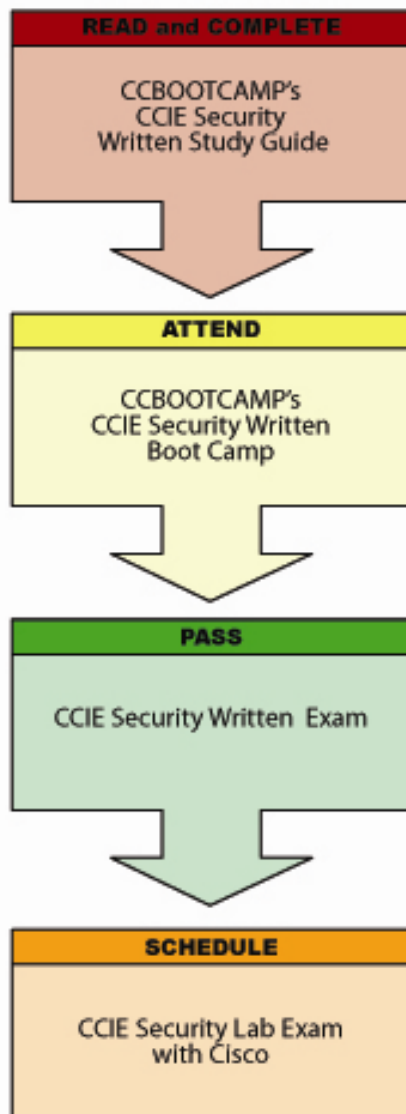 READ and COMPLETE
CCBOOTCAMP's
CCIE Security
Written Study Guide
ATTEND
CCBOOTCAMP's
CCIE Security Written
Boot Camp
PASS
CCIE Security Written Exam
SCHEDULE
CCIE Security Lab Exam
with Cisco